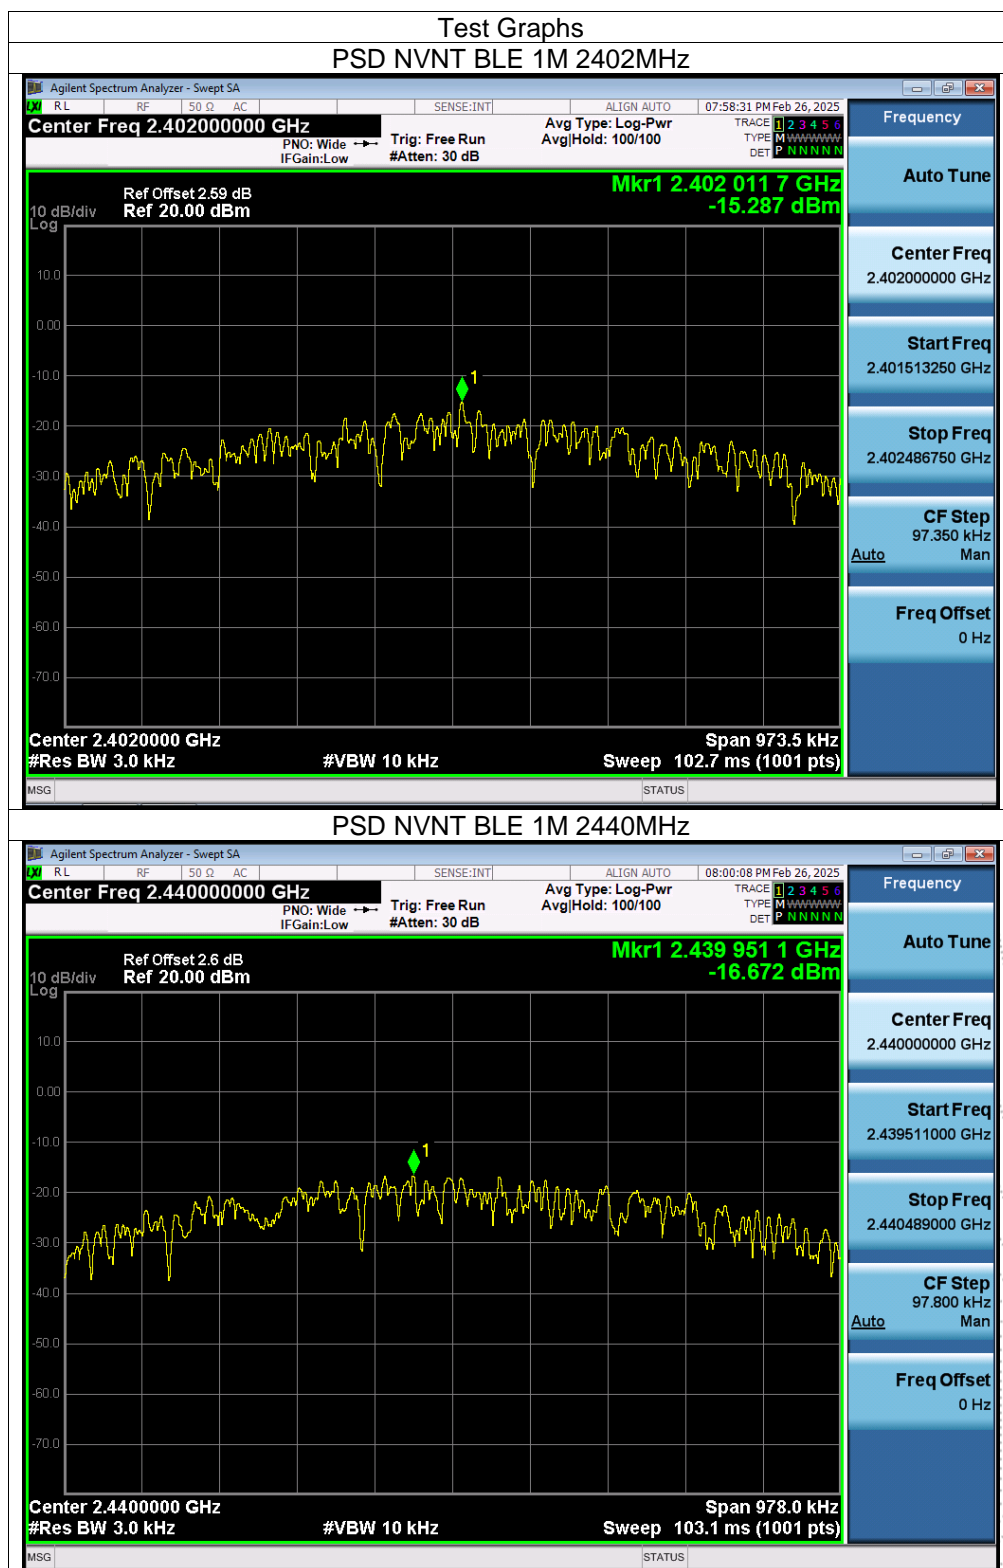 Test Graphs
PSD NVNT BLE 1M 2402MHz
Agilent Spectrum Analyzer - Swept SA
LXI RL RF 50 Ω AC SENSE:INT ALIGN AUTO 07:58:31 PM Feb 26, 2025
Center Freq 2.402000000 GHz
PNO: Wide
IFGain:Low
Trig: Free Run
#Atten: 30 dB
Avg Type: Log-Pwr
Avg|Hold: 100/100
TRACE 1 2 3 4 5 6
TYPE M WWWWW
DET P N N N N N
Frequency
Auto Tune
Center Freq
2.402000000 GHz
Start Freq
2.401513250 GHz
Stop Freq
2.402486750 GHz
CF Step
97.350 kHz
Auto Man
Freq Offset
0 Hz
Mkr1 2.402 011 7 GHz
-15.287 dBm
Ref Offset 2.59 dB
10 dB/div Ref 20.00 dBm
Log
10.0
0.00
-10.0
1
-20.0
-30.0
-40.0
-50.0
-60.0
-70.0
Center 2.4020000 GHz Span 973.5 kHz
#Res BW 3.0 kHz #VBW 10 kHz Sweep 102.7 ms (1001 pts)
MSG STATUS
PSD NVNT BLE 1M 2440MHz
Agilent Spectrum Analyzer - Swept SA
LXI RL RF 50 Ω AC SENSE:INT ALIGN AUTO 08:00:08 PM Feb 26, 2025
Center Freq 2.440000000 GHz
PNO: Wide
IFGain:Low
Trig: Free Run
#Atten: 30 dB
Avg Type: Log-Pwr
Avg|Hold: 100/100
TRACE 1 2 3 4 5 6
TYPE M WWWWW
DET P N N N N N
Frequency
Auto Tune
Center Freq
2.440000000 GHz
Start Freq
2.439511000 GHz
Stop Freq
2.440489000 GHz
CF Step
97.800 kHz
Auto Man
Freq Offset
0 Hz
Mkr1 2.439 951 1 GHz
-16.672 dBm
Ref Offset 2.6 dB
10 dB/div Ref 20.00 dBm
Log
10.0
0.00
-10.0
1
-20.0
-30.0
-40.0
-50.0
-60.0
-70.0
Center 2.4400000 GHz Span 978.0 kHz
#Res BW 3.0 kHz #VBW 10 kHz Sweep 103.1 ms (1001 pts)
MSG STATUS